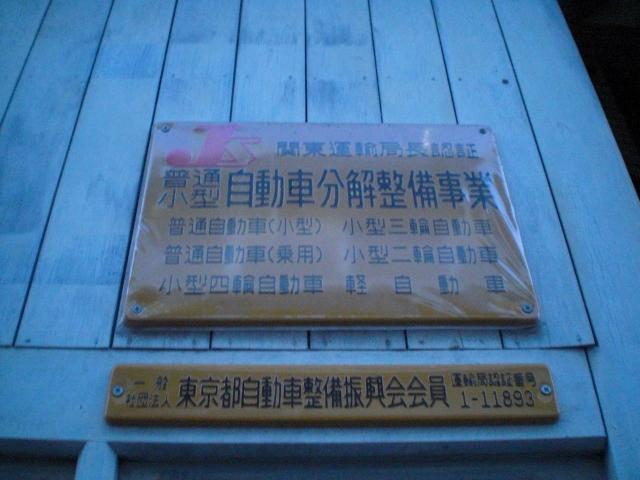 関東運輸局長認証
普通 小型 自動車分解整備事業
普通自動車(小型) 小型三輪自動車
普通自動車(乗用) 小型二輪自動車
小型四輪自動車 軽自動車
一般社団法人 東京都自動車整備振興会会員 運輸局認証番号
1-11893